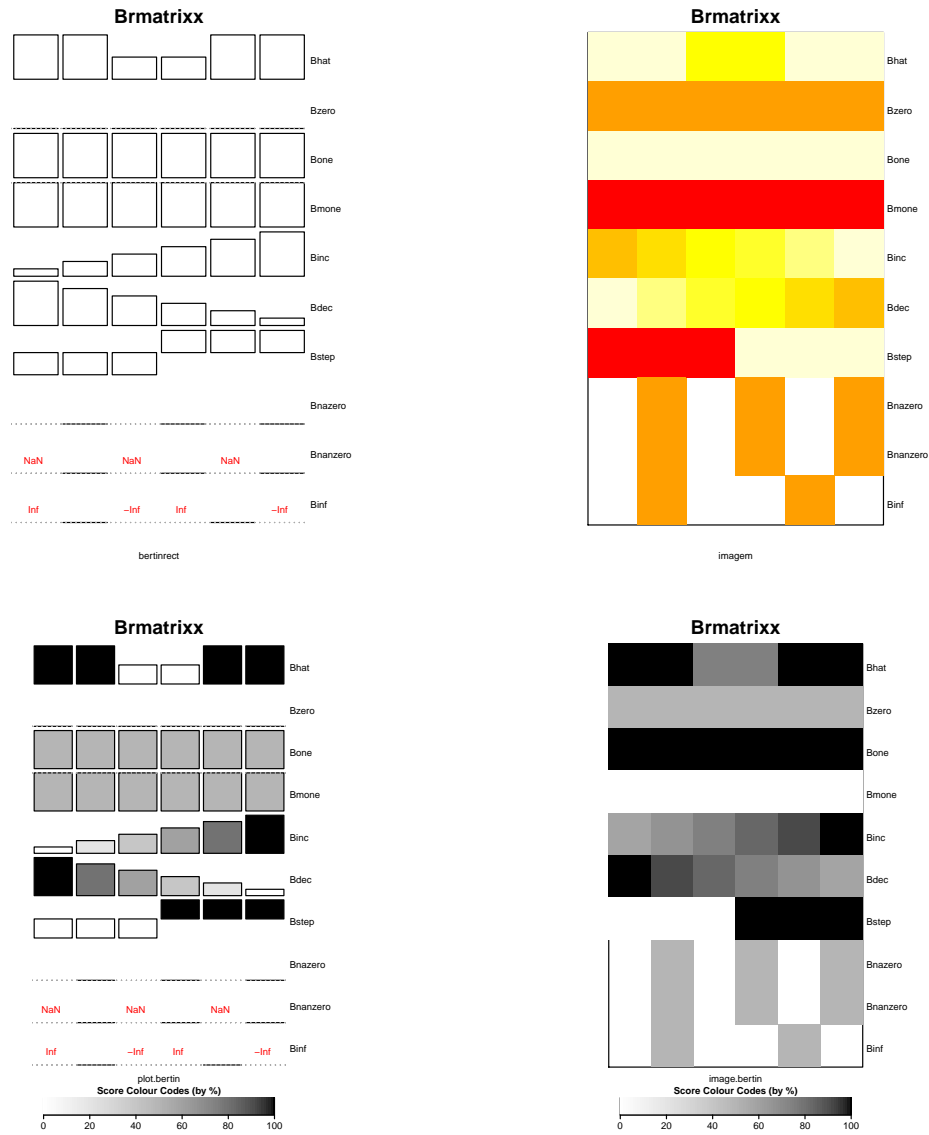 Brmatrixx
Bhat
Bzero
Bone
Bmone
Binc
Bdec
Bstep
Bnazero
NaN NaN NaN Bnanzero
Inf −Inf Inf −Inf Binf
bertinrect
Brmatrixx
Bhat
Bzero
Bone
Bmone
Binc
Bdec
Bstep
Bnazero
Bnanzero
Binf
imagem
Brmatrixx
Bhat
Bzero
Bone
Bmone
Binc
Bdec
Bstep
Bnazero
NaN NaN NaN Bnanzero
Inf −Inf Inf −Inf Binf
plot.bertin
Score Colour Codes (by %)
0 20 40 60 80 100
Brmatrixx
Bhat
Bzero
Bone
Bmone
Binc
Bdec
Bstep
Bnazero
Bnanzero
Binf
image.bertin
Score Colour Codes (by %)
0 20 40 60 80 100